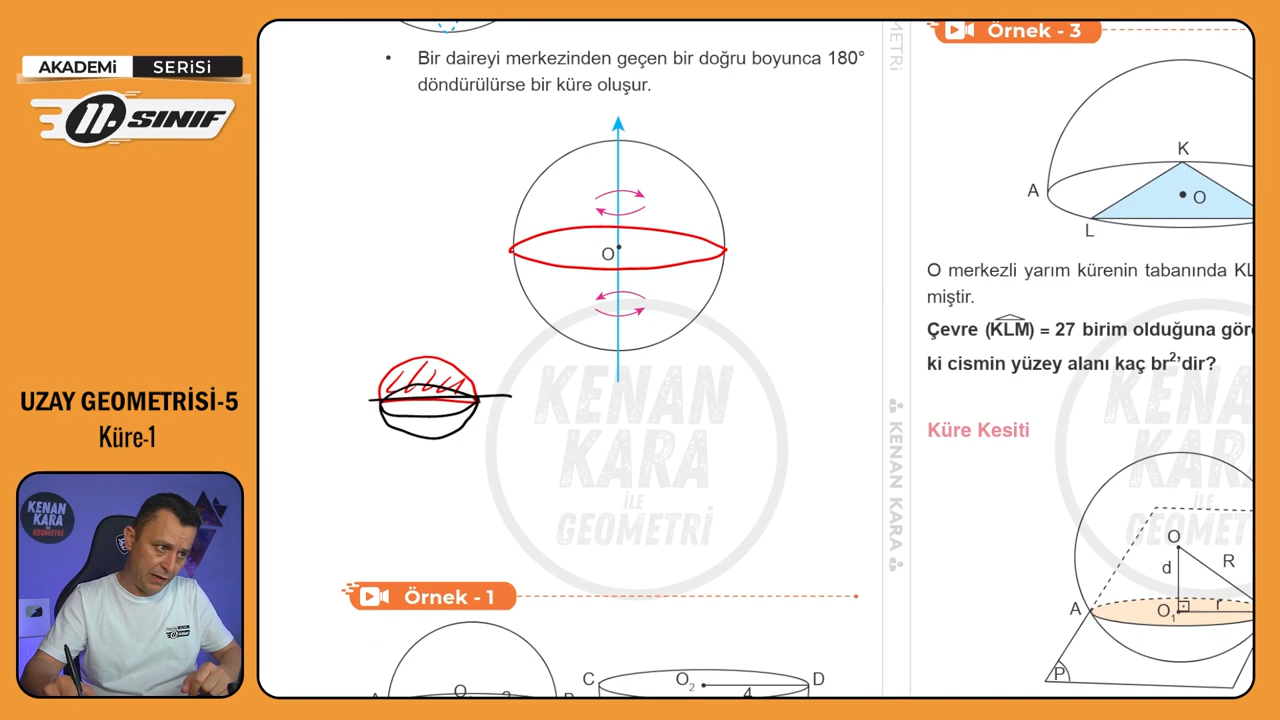 AKADEMİ SERİSİ
11. SINIF
UZAY GEOMETRİSİ-5
Küre-1
KENAN
KARA
GEOMETRİ
• Bir daireyi merkezinden geçen bir doğru boyunca 180°
döndürülürse bir küre oluşur.
O
KENAN
KARA
İLE
GEOMETRİ
Örnek - 1
O
C
O2
D
4
METRİ
KENAN KARA
Örnek - 3
K
A
O
L
O merkezli yarım kürenin tabanında KL
miştir.
Çevre (KLM) = 27 birim olduğuna gör
ki cismin yüzey alanı kaç br²'dir?
Küre Kesiti
O
d
R
A
O1
r
P